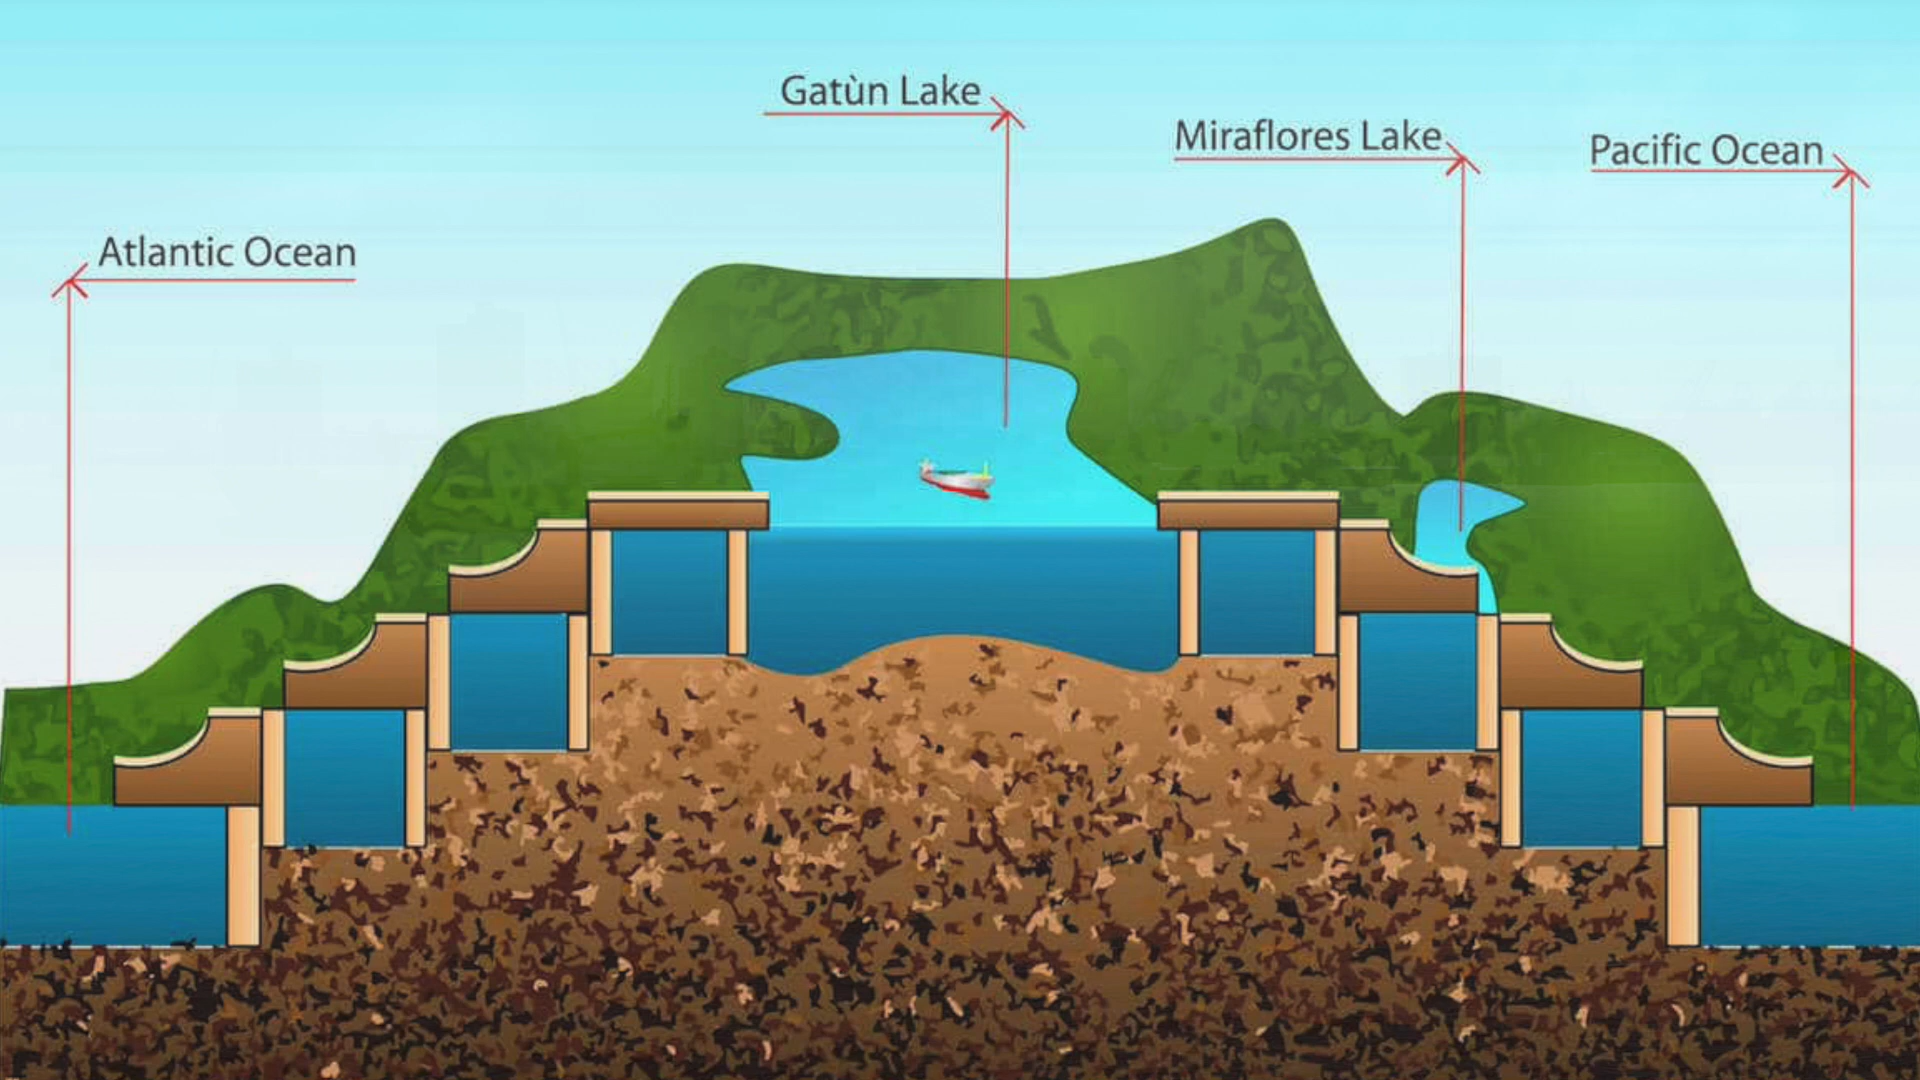 Gatùn Lake
Miraflores Lake
Pacific Ocean
Atlantic Ocean